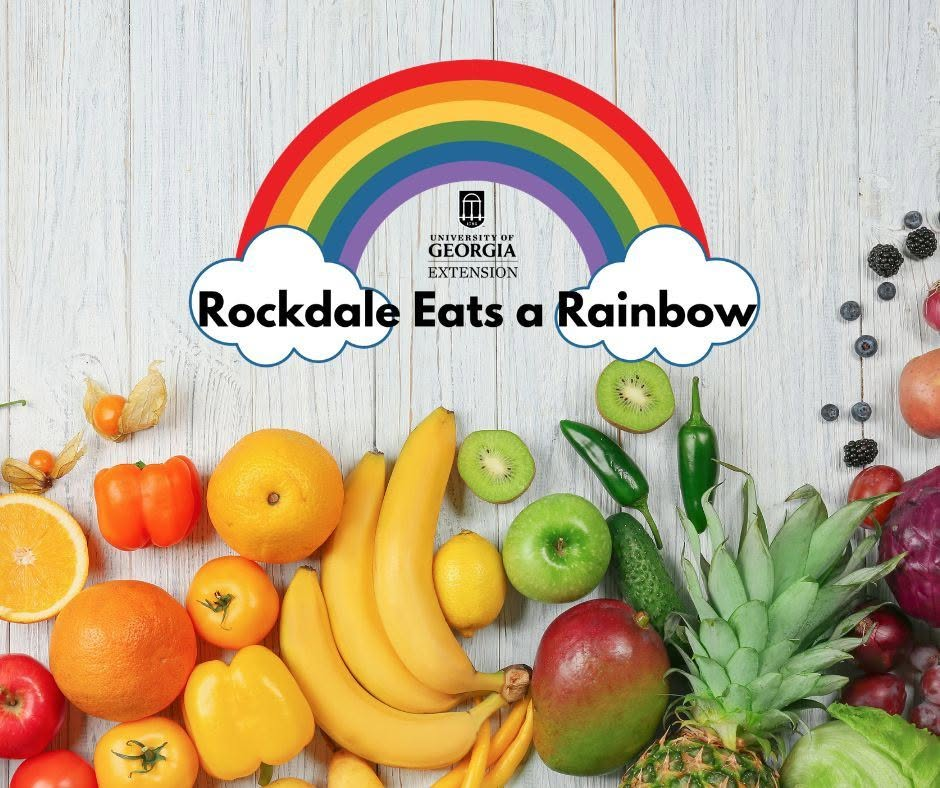 UNIVERSITY OF
GEORGIA
EXTENSION
Rockdale Eats a Rainbow